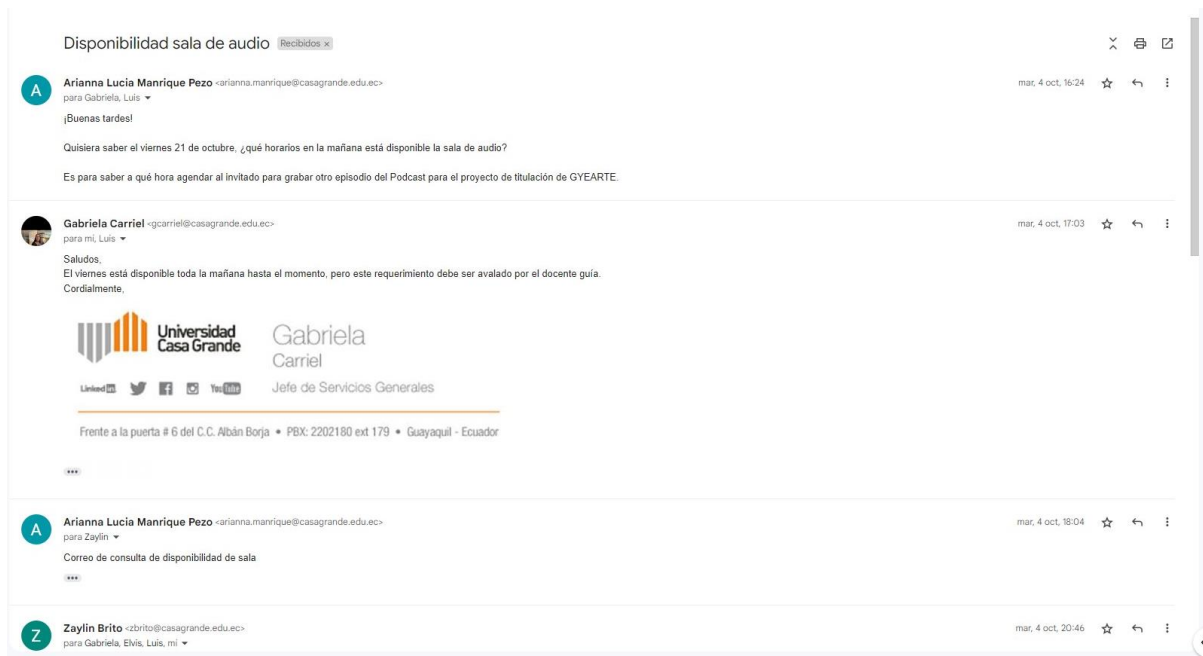 Disponibilidad sala de audio Recibidos ×
A
Arianna Lucia Manrique Pezo <arianna.manrique@casagrande.edu.ec>
mar, 4 oct, 16:24
para Gabriela, Luis
¡Buenas tardes!
Quisiera saber el viernes 21 de octubre, ¿qué horarios en la mañana está disponible la sala de audio?
Es para saber a qué hora agendar al invitado para grabar otro episodio del Podcast para el proyecto de titulación de GYEARTE.
Gabriela Carriel <gcarriel@casagrande.edu.ec>
mar, 4 oct, 17:03
para mí, Luis
Saludos,
El viernes está disponible toda la mañana hasta el momento, pero este requerimiento debe ser avalado por el docente guía.
Cordialmente,
Universidad
Casa Grande
Gabriela
Carriel
Linked in YouTube
Jefe de Servicios Generales
Frente a la puerta # 6 del C.C. Albán Borja • PBX: 2202180 ext 179 • Guayaquil - Ecuador
A
Arianna Lucia Manrique Pezo <arianna.manrique@casagrande.edu.ec>
mar, 4 oct, 18:04
para Zaylin
Correo de consulta de disponibilidad de sala
Z
Zaylin Brito <zbrito@casagrande.edu.ec>
mar, 4 oct, 20:46
para Gabriela, Elvis, Luis, mí